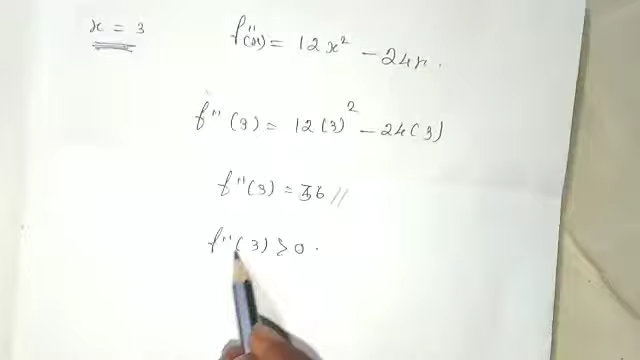 x = 3
f''(x) = 12x² - 24x.
f''(3) = 12(3)² - 24(3)
f''(3) = 36 //
f''(3) > 0.